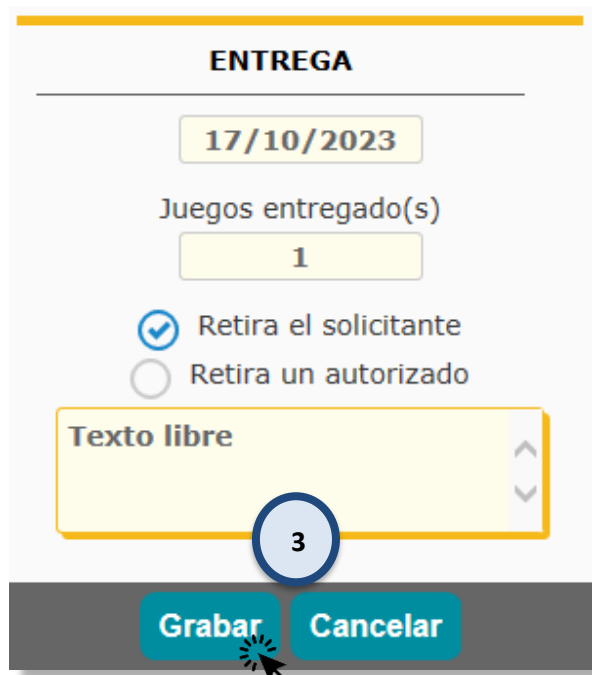 ENTREGA
17/10/2023
Juegos entregado(s)
1
Retira el solicitante
Retira un autorizado
Texto libre
3
Grabar Cancelar